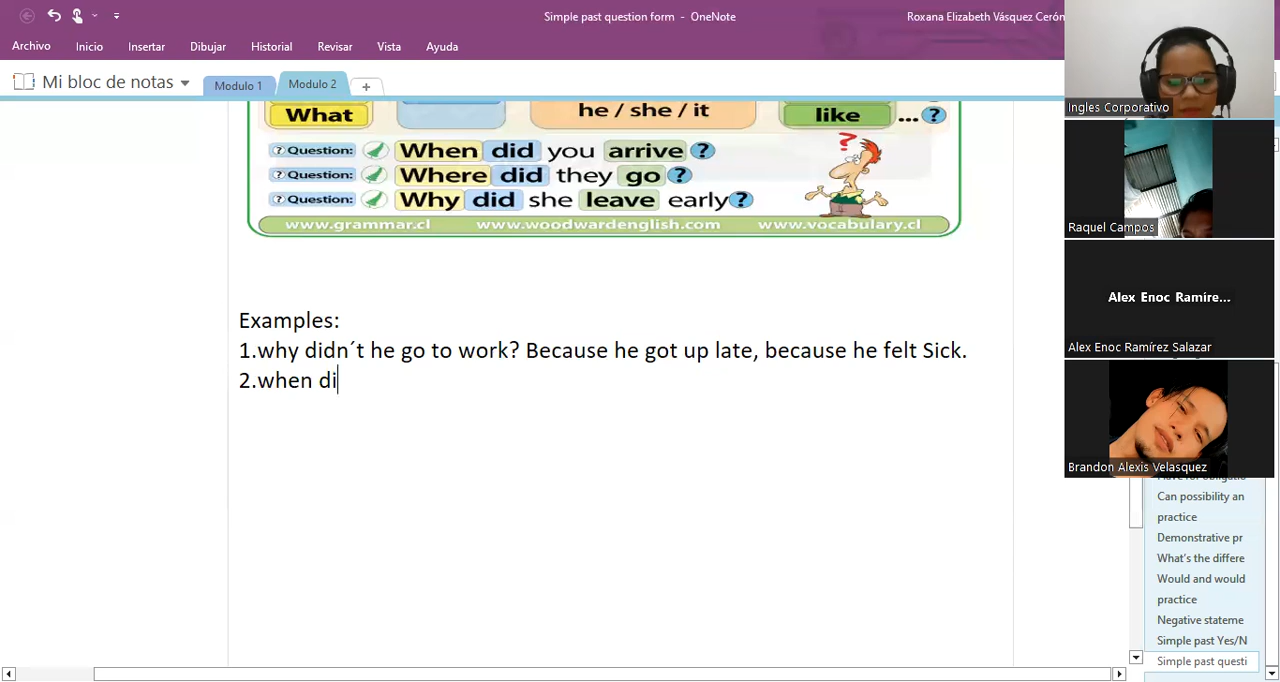 Simple past question form - OneNote
Roxana Elizabeth Vásquez Cerón
Archivo Inicio Insertar Dibujar Historial Revisar Vista Ayuda
Mi bloc de notas Modulo 1 Modulo 2 +
What he / she / it like ...?
? Question: When did you arrive ?
? Question: Where did they go ?
? Question: Why did she leave early?
www.grammar.cl www.woodwardenglish.com www.vocabulary.cl
Examples:
1.why didn´t he go to work? Because he got up late, because he felt Sick.
2.when di
Ingles Corporativo
Raquel Campos
Alex Enoc Ramíre...
Alex Enoc Ramírez Salazar
Brandon Alexis Velasquez
Can possibility an
practice
Demonstrative pr
What's the differe
Would and would
practice
Negative stateme
Simple past Yes/N
Simple past questi